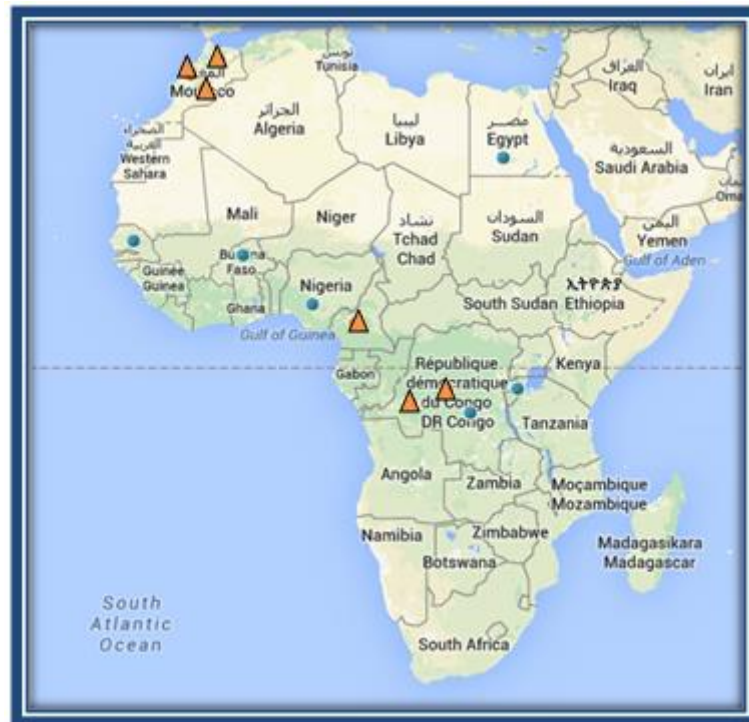 تونس
Tunisia
المغرب
Morocco
الجزائر
Algeria
ليبيا
Libya
مصر
Egypt
العراق
Iraq
ایران
Iran
السعودية
Saudi Arabia
الصحراء
الغربية
Western
Sahara
Mali
Niger
تشاد
Tchad
Chad
السودان
Sudan
اليمن
Yemen
Gulf of Aden
Burkina
Faso
Guinée
Guinea
Nigeria
Ghana
South Sudan
ኢትዮጵያ
Ethiopia
Gulf of Guinea
Gabon
République
démocratique
du Congo
DR Congo
Kenya
Tanzania
Angola
Zambia
Moçambique
Mozambique
Namibia
Zimbabwe
Botswana
Madagasikara
Madagascar
South
Atlantic
Ocean
South Africa